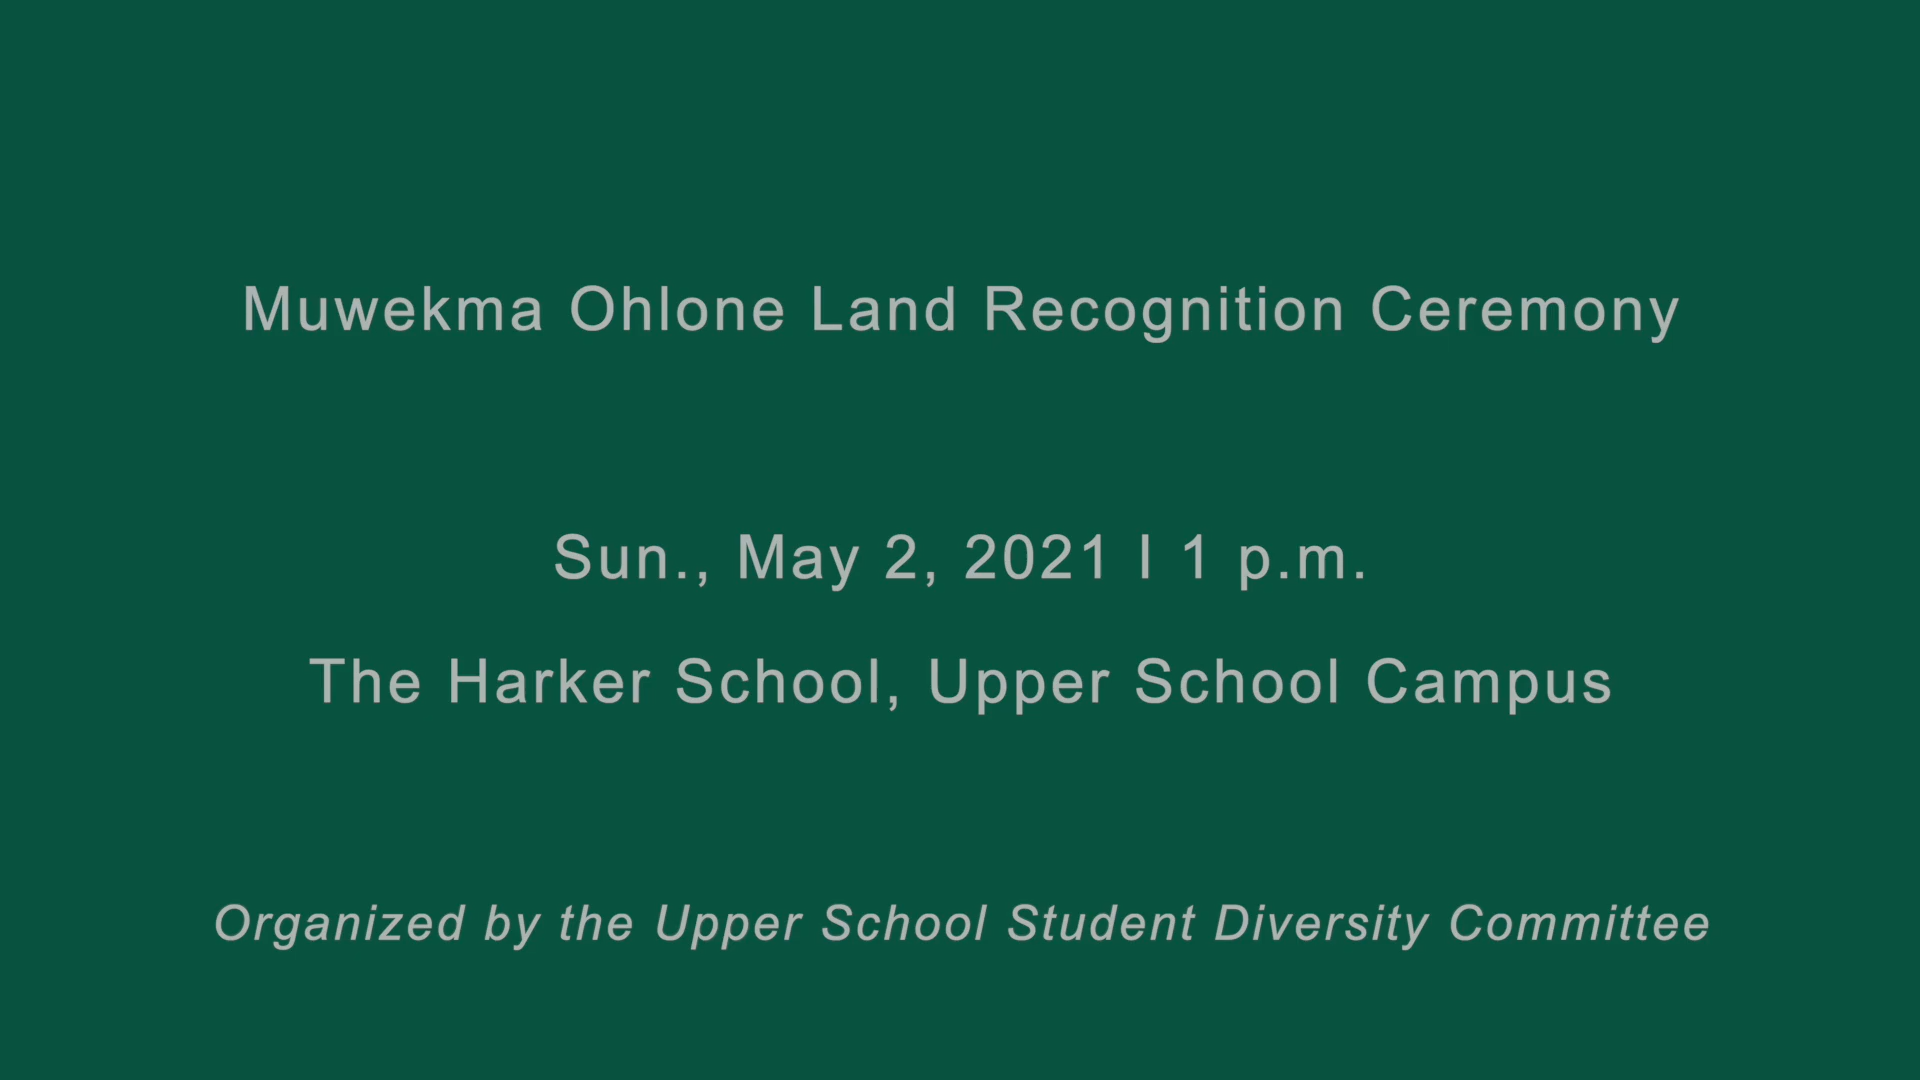 Muwekma Ohlone Land Recognition Ceremony
Sun., May 2, 2021 I 1 p.m.
The Harker School, Upper School Campus
Organized by the Upper School Student Diversity Committee